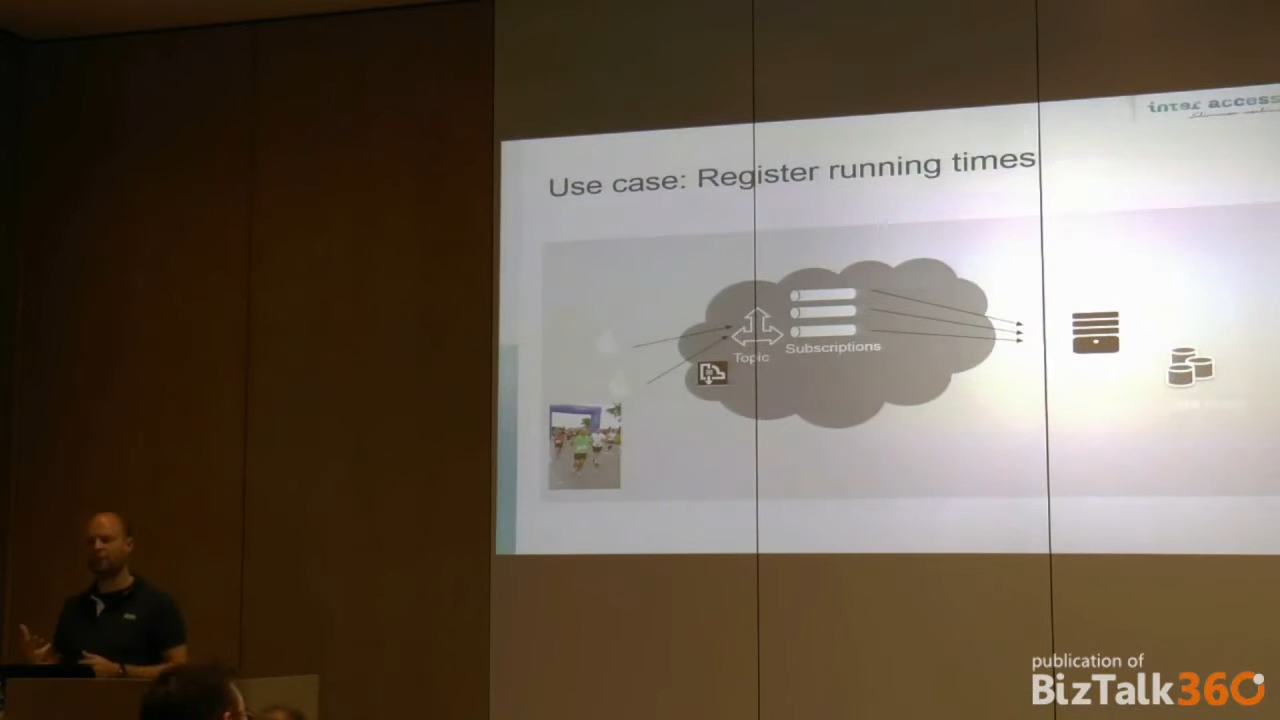 inter access
Use case: Register running times
Topic
Subscriptions
publication of
BizTalk360